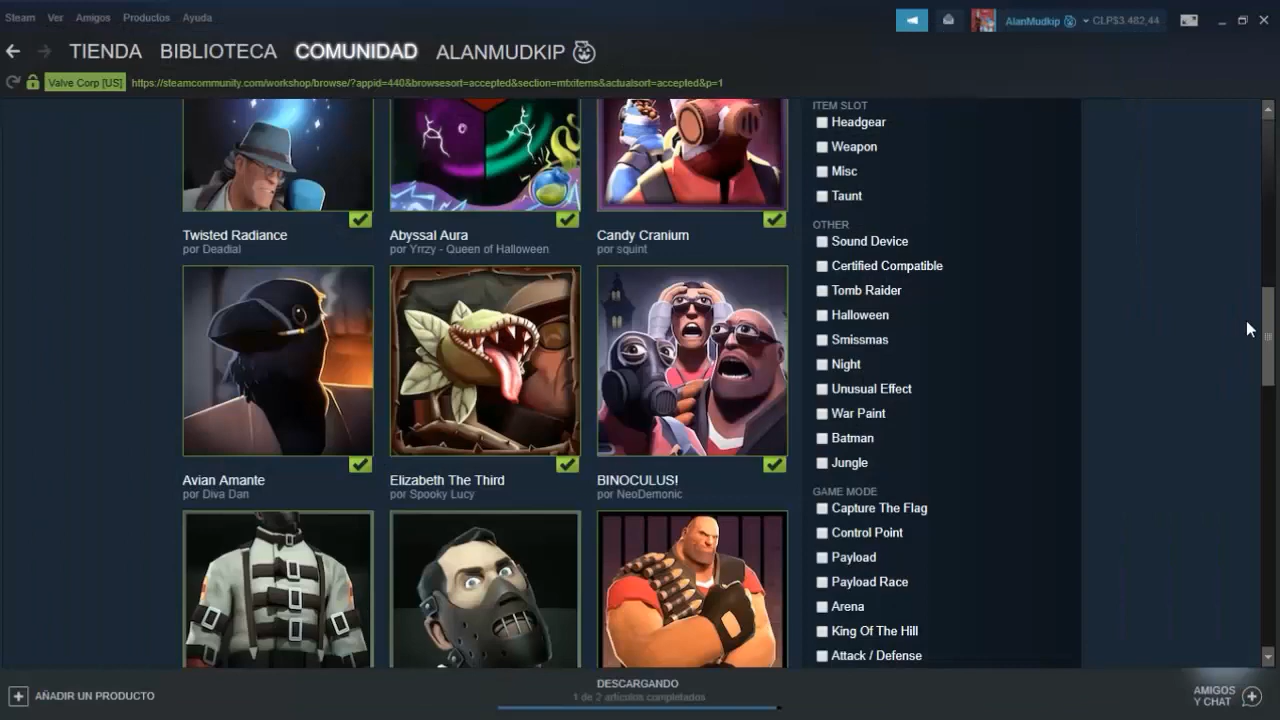 Steam Ver Amigos Productos Ayuda
AlanMudkip CLP$3.482,44
TIENDA BIBLIOTECA COMUNIDAD ALANMUDKIP
Valve Corp [US] https://steamcommunity.com/workshop/browse/?appid=440&browsesort=accepted&section=mtxitems&actualsort=accepted&p=1
Twisted Radiance
por Deadial
Abyssal Aura
por Yrrzy - Queen of Halloween
Candy Cranium
por squint
Avian Amante
por Diva Dan
Elizabeth The Third
por Spooky Lucy
BINOCULUS!
por NeoDemonic
ITEM SLOT
Headgear
Weapon
Misc
Taunt
OTHER
Sound Device
Certified Compatible
Tomb Raider
Halloween
Smissmas
Night
Unusual Effect
War Paint
Batman
Jungle
GAME MODE
Capture The Flag
Control Point
Payload
Payload Race
Arena
King Of The Hill
Attack / Defense
AÑADIR UN PRODUCTO
DESCARGANDO
1 de 2 artículos completados
AMIGOS
Y CHAT